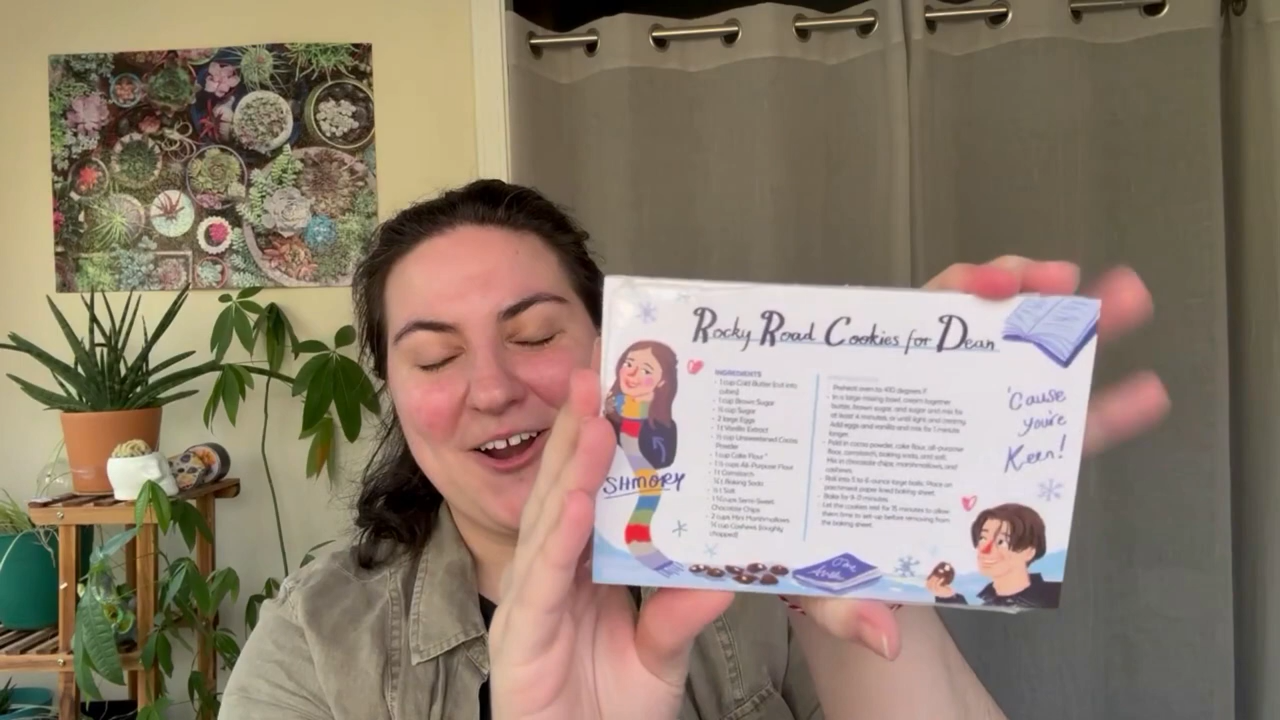 Rocky Road Cookies for Dean
INGREDIENTS
- 1 cup Cold Butter (cut into
cubes)
- 1 cup Brown Sugar
- ½ cup Sugar
- 2 large Eggs
- 1 t Vanilla Extract
- ½ cup Unsweetened Cocoa
Powder
- 1 cup Cake Flour*
- 1 ½ cups All-Purpose Flour
- 1 t Cornstarch
- ¾ t Baking Soda
- ½ t Salt
- 1 ½ cups Semi-Sweet
Chocolate Chips
- 2 cups Mini Marshmallows
- ¾ cup Cashews (roughly
chopped)
- Preheat oven to 410 degrees F
- In a large mixing bowl, cream together
butter, brown sugar, and sugar and mix for
at least 4 minutes, or until light and creamy.
Add eggs and vanilla and mix for 1 minute
longer.
- Fold in cocoa powder, cake flour, all-purpose
flour, cornstarch, baking soda, and salt.
Mix in chocolate chips, marshmallows, and
cashews.
- Roll into 5 to 6-ounce large balls. Place on
parchment paper lined baking sheet.
- Bake for 9-11 minutes.
- Let the cookies rest for 15 minutes to allow
them time to set-up before removing from
the baking sheet.
'Cause
you're
Keen!
SHMORY